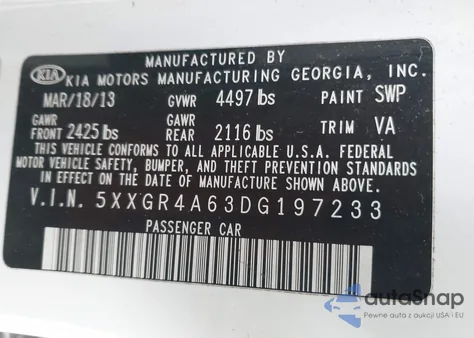 MANUFACTURED BY
KIA KIA MOTORS MANUFACTURING GEORGIA, INC.
MAR/18/13 GVWR 4497 lbs PAINT SWP
GAWR GAWR
FRONT 2425 lbs REAR 2116 lbs TRIM VA
THIS VEHICLE CONFORMS TO ALL APPLICABLE U.S.A. FEDERAL
MOTOR VEHICLE SAFETY, BUMPER, AND THEFT PREVENTION STANDARDS
IN EFFECT ON THE DATE OF MANUFACTURE SHOWN ABOVE.
V.I.N. 5XXGR4A63DG197233
PASSENGER CAR
autaSnap
Pewne auta z aukcji USA i EU